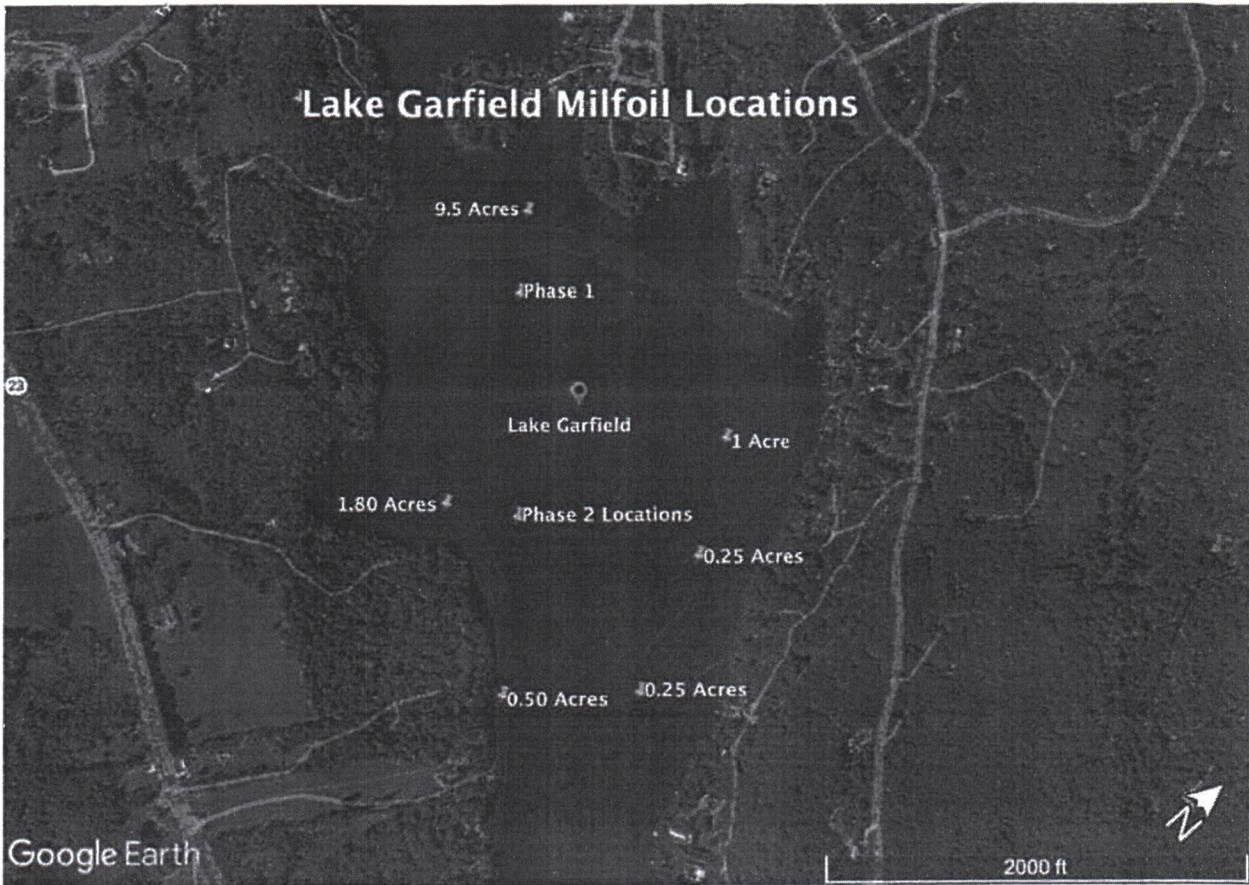 Lake Garfield Milfoil Locations
9.5 Acres
Phase 1
Lake Garfield
1 Acre
1.80 Acres
Phase 2 Locations
0.25 Acres
0.50 Acres
0.25 Acres
23
Google Earth
N
2000 ft